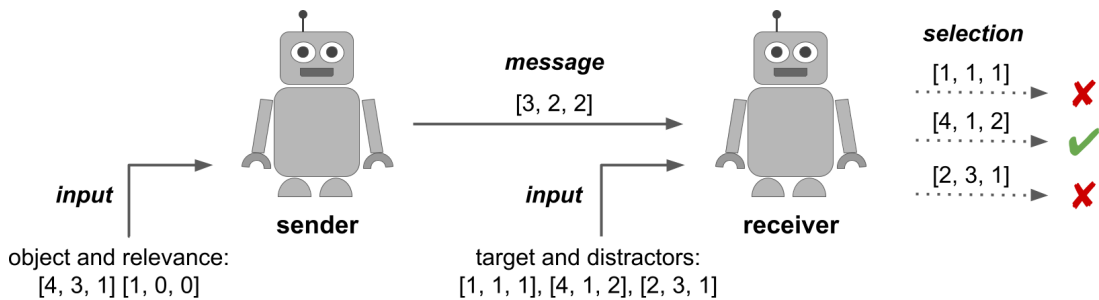 input
object and relevance:
[4, 3, 1] [1, 0, 0]
sender
message
[3, 2, 2]
input
target and distractors:
[1, 1, 1], [4, 1, 2], [2, 3, 1]
receiver
selection
[1, 1, 1]
[4, 1, 2]
[2, 3, 1]